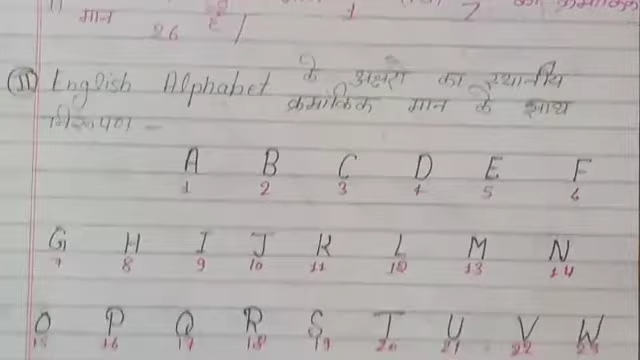 मान 26 1 Z का क्रमांकिक
(II) English Alphabet के अक्षरो का स्थानीय
क्रमांकिक मान के साथ
निरूपण -
A B C D E F
1 2 3 4 5 6
G H I J K L M N
7 8 9 10 11 12 13 14
O P Q R S T U V W
15 16 17 18 19 20 21 22 23